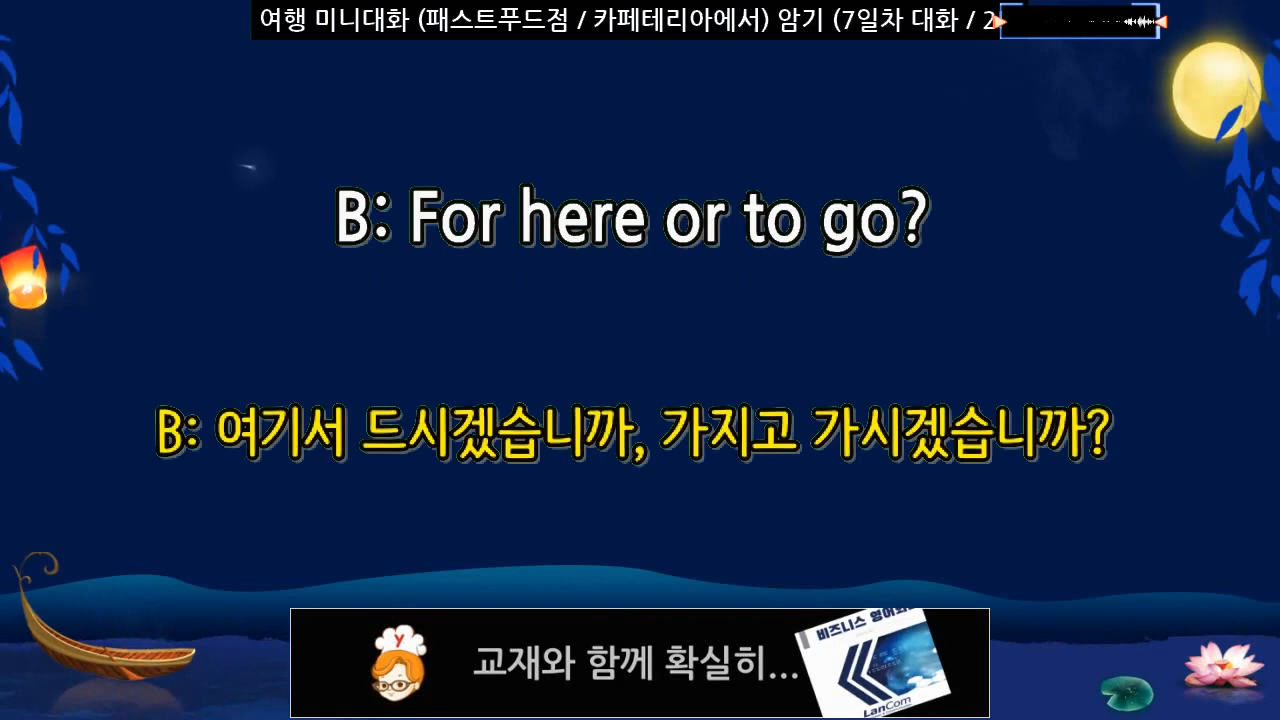 여행 미니대화 (패스트푸드점 / 카페테리아에서) 암기 (7일차 대화 / 2
B: For here or to go?
B: 여기서 드시겠습니까, 가지고 가시겠습니까?
Y
교재와 함께 확실히...
비즈니스 영어회
LanCom